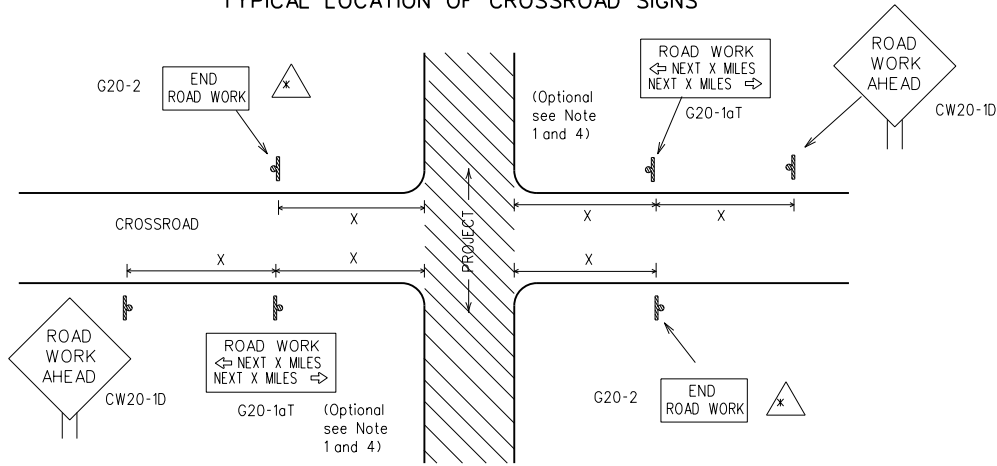 TYPICAL LOCATION OF CROSSROAD SIGNS
G20-2
END
ROAD WORK
*
(Optional
see Note
1 and 4)
ROAD WORK
⇦ NEXT X MILES
NEXT X MILES ⇨
G20-1aT
ROAD
WORK
AHEAD
CW20-1D
X
X
X
CROSSROAD
PROJECT
X
X
X
ROAD
WORK
AHEAD
CW20-1D
ROAD WORK
⇦ NEXT X MILES
NEXT X MILES ⇨
G20-1aT
(Optional
see Note
1 and 4)
G20-2
END
ROAD WORK
*